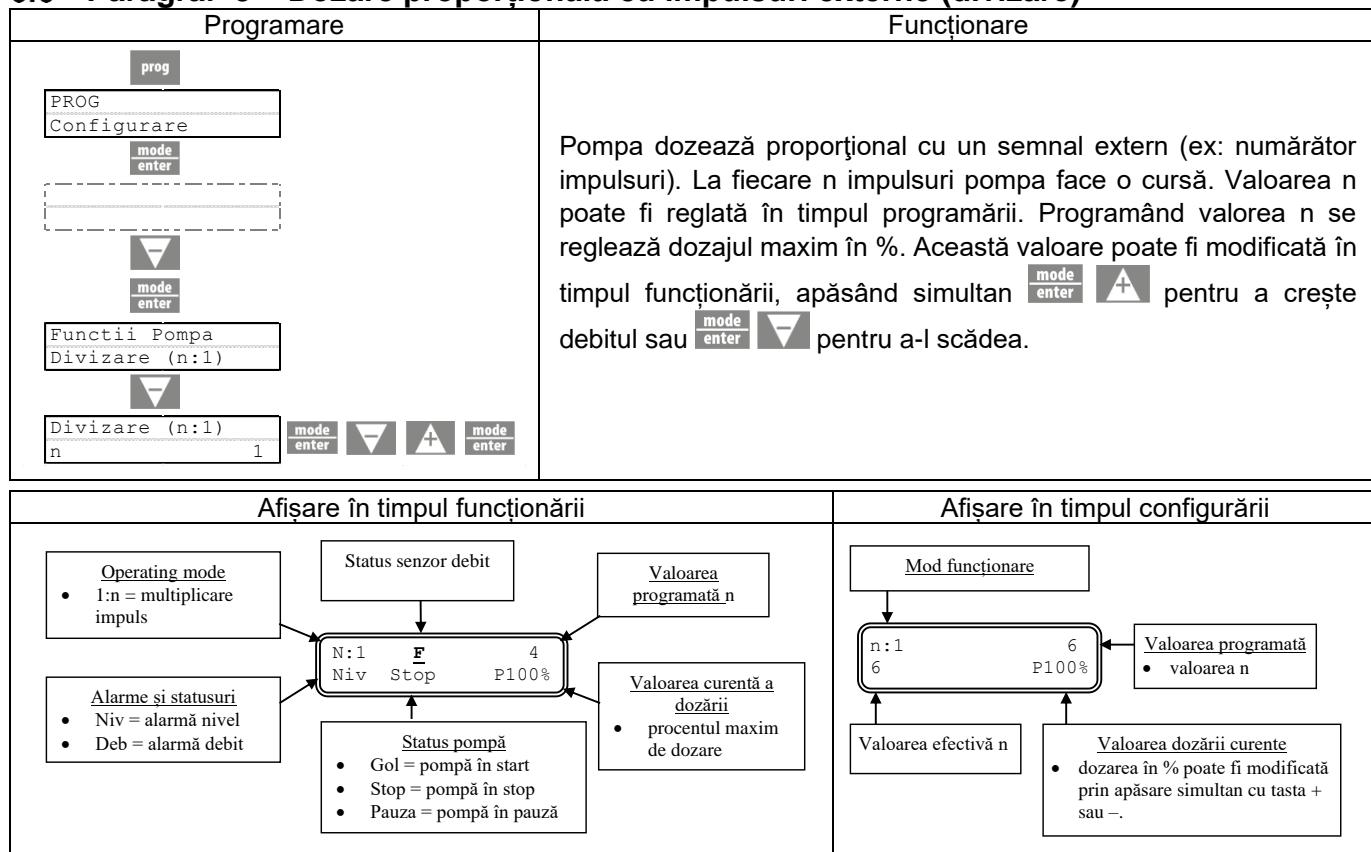 Programare
Funcționare
prog
PROG
Configurare
mode
enter
mode
enter
Functii Pompa
Divizare (n:1)
Divizare (n:1)
n 1
mode
enter
mode
enter
Pompa dozează proporţional cu un semnal extern (ex: numărător
impulsuri). La fiecare n impulsuri pompa face o cursă. Valoarea n
poate fi reglată în timpul programării. Programând valorea n se
reglează dozajul maxim în %. Această valoare poate fi modificată în
timpul funcționării, apăsând simultan mode enter + pentru a crește
debitul sau mode enter − pentru a-l scădea.
Afișare în timpul funcționării
Afișare în timpul configurării
Operating mode
• 1:n = multiplicare
impuls
Status senzor debit
Valoarea
programată n
N:1 F 4
Niv Stop P100%
Alarme și statusuri
• Niv = alarmă nivel
• Deb = alarmă debit
Status pompă
• Gol = pompă în start
• Stop = pompă în stop
• Pauza = pompă în pauză
Valoarea curentă a
dozării
• procentul maxim
de dozare
Mod funcționare
n:1 6
6 P100%
Valoarea programată
• valoarea n
Valoarea efectivă n
Valoarea dozării curente
• dozarea în % poate fi modificată
prin apăsare simultan cu tasta +
sau –.